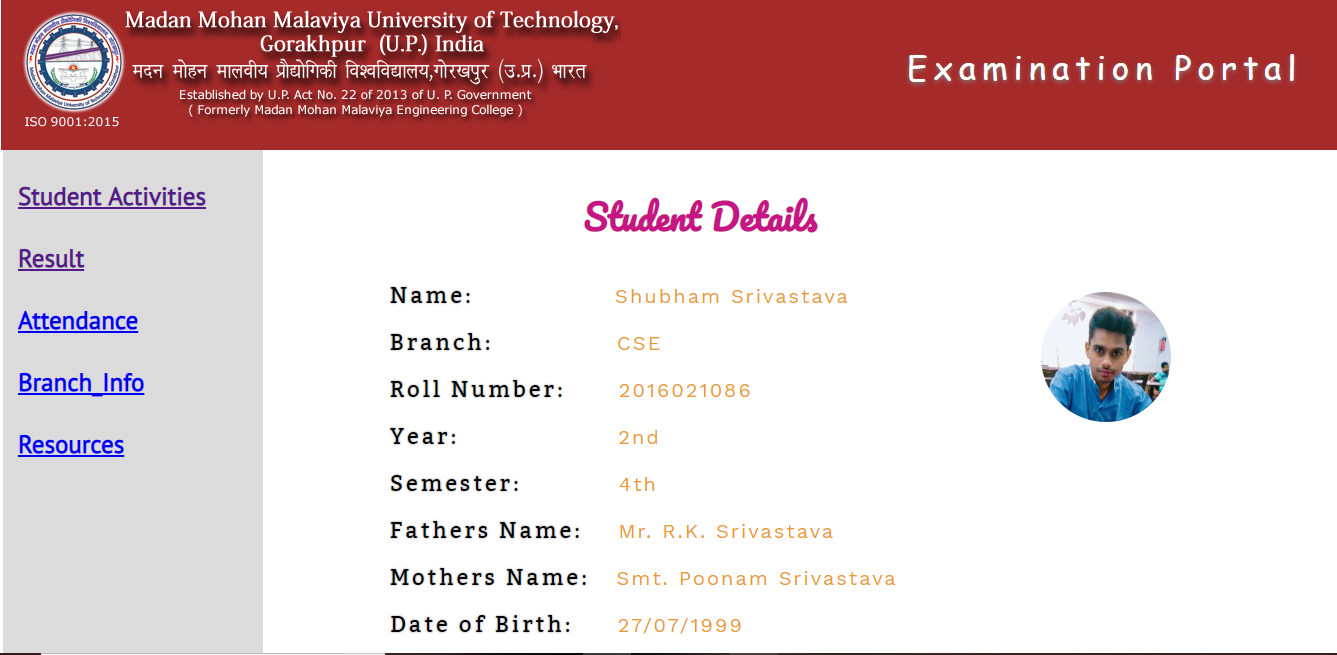 Madan Mohan Malaviya University of Technology,
Gorakhpur (U.P.) India
मदन मोहन मालवीय प्रौद्योगिकी विश्वविद्यालय,गोरखपुर (उ.प्र.) भारत
Established by U.P. Act No. 22 of 2013 of U. P. Government
( Formerly Madan Mohan Malaviya Engineering College )
ISO 9001:2015
Examination Portal
Student Activities
Result
Attendance
Branch_Info
Resources
Student Details
Name: Shubham Srivastava
Branch: CSE
Roll Number: 2016021086
Year: 2nd
Semester: 4th
Fathers Name: Mr. R.K. Srivastava
Mothers Name: Smt. Poonam Srivastava
Date of Birth: 27/07/1999